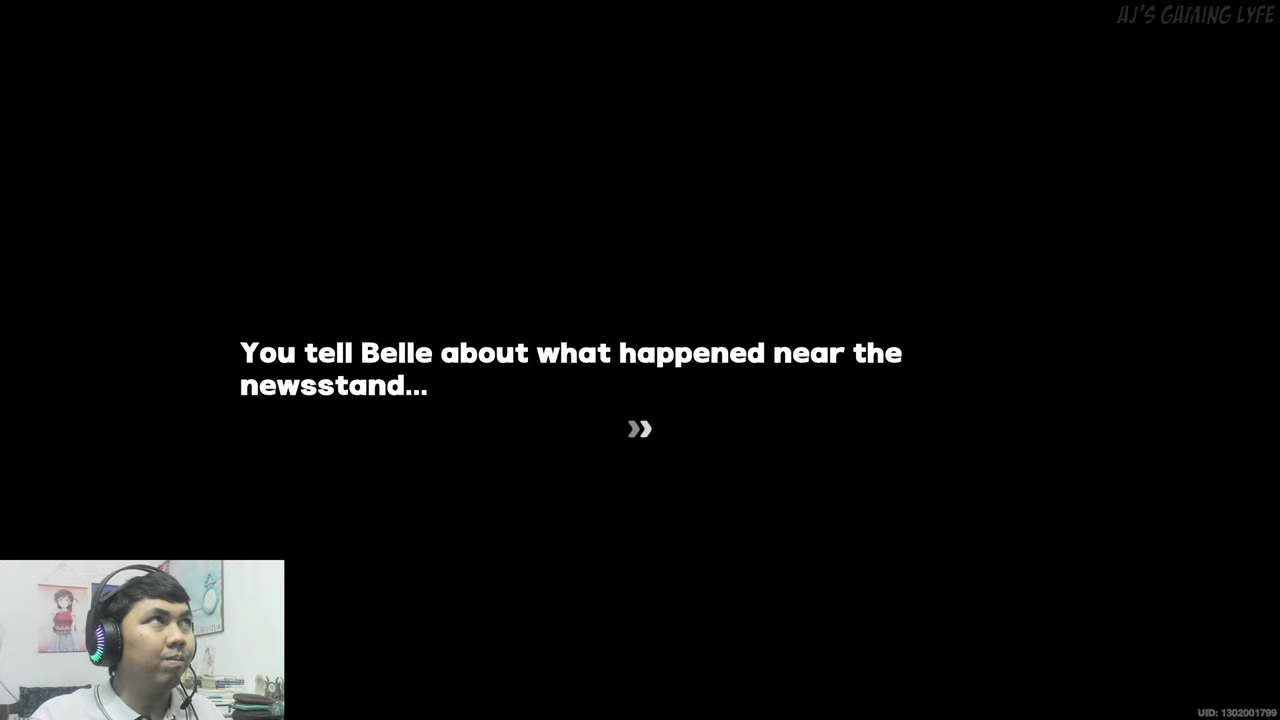 AJ'S GAMING LYFE
You tell Belle about what happened near the
newsstand...
UID: 1302001799